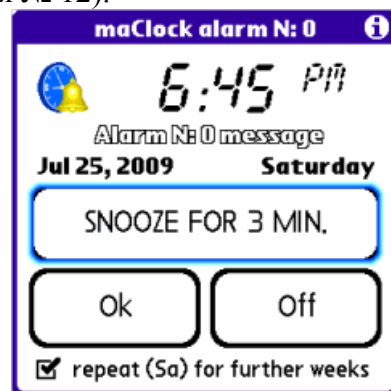 maClock alarm N: 0
6:45 PM
Alarm N: 0 message
Jul 25, 2009 Saturday
SNOOZE FOR 3 MIN.
Ok Off
repeat (Sa) for further weeks